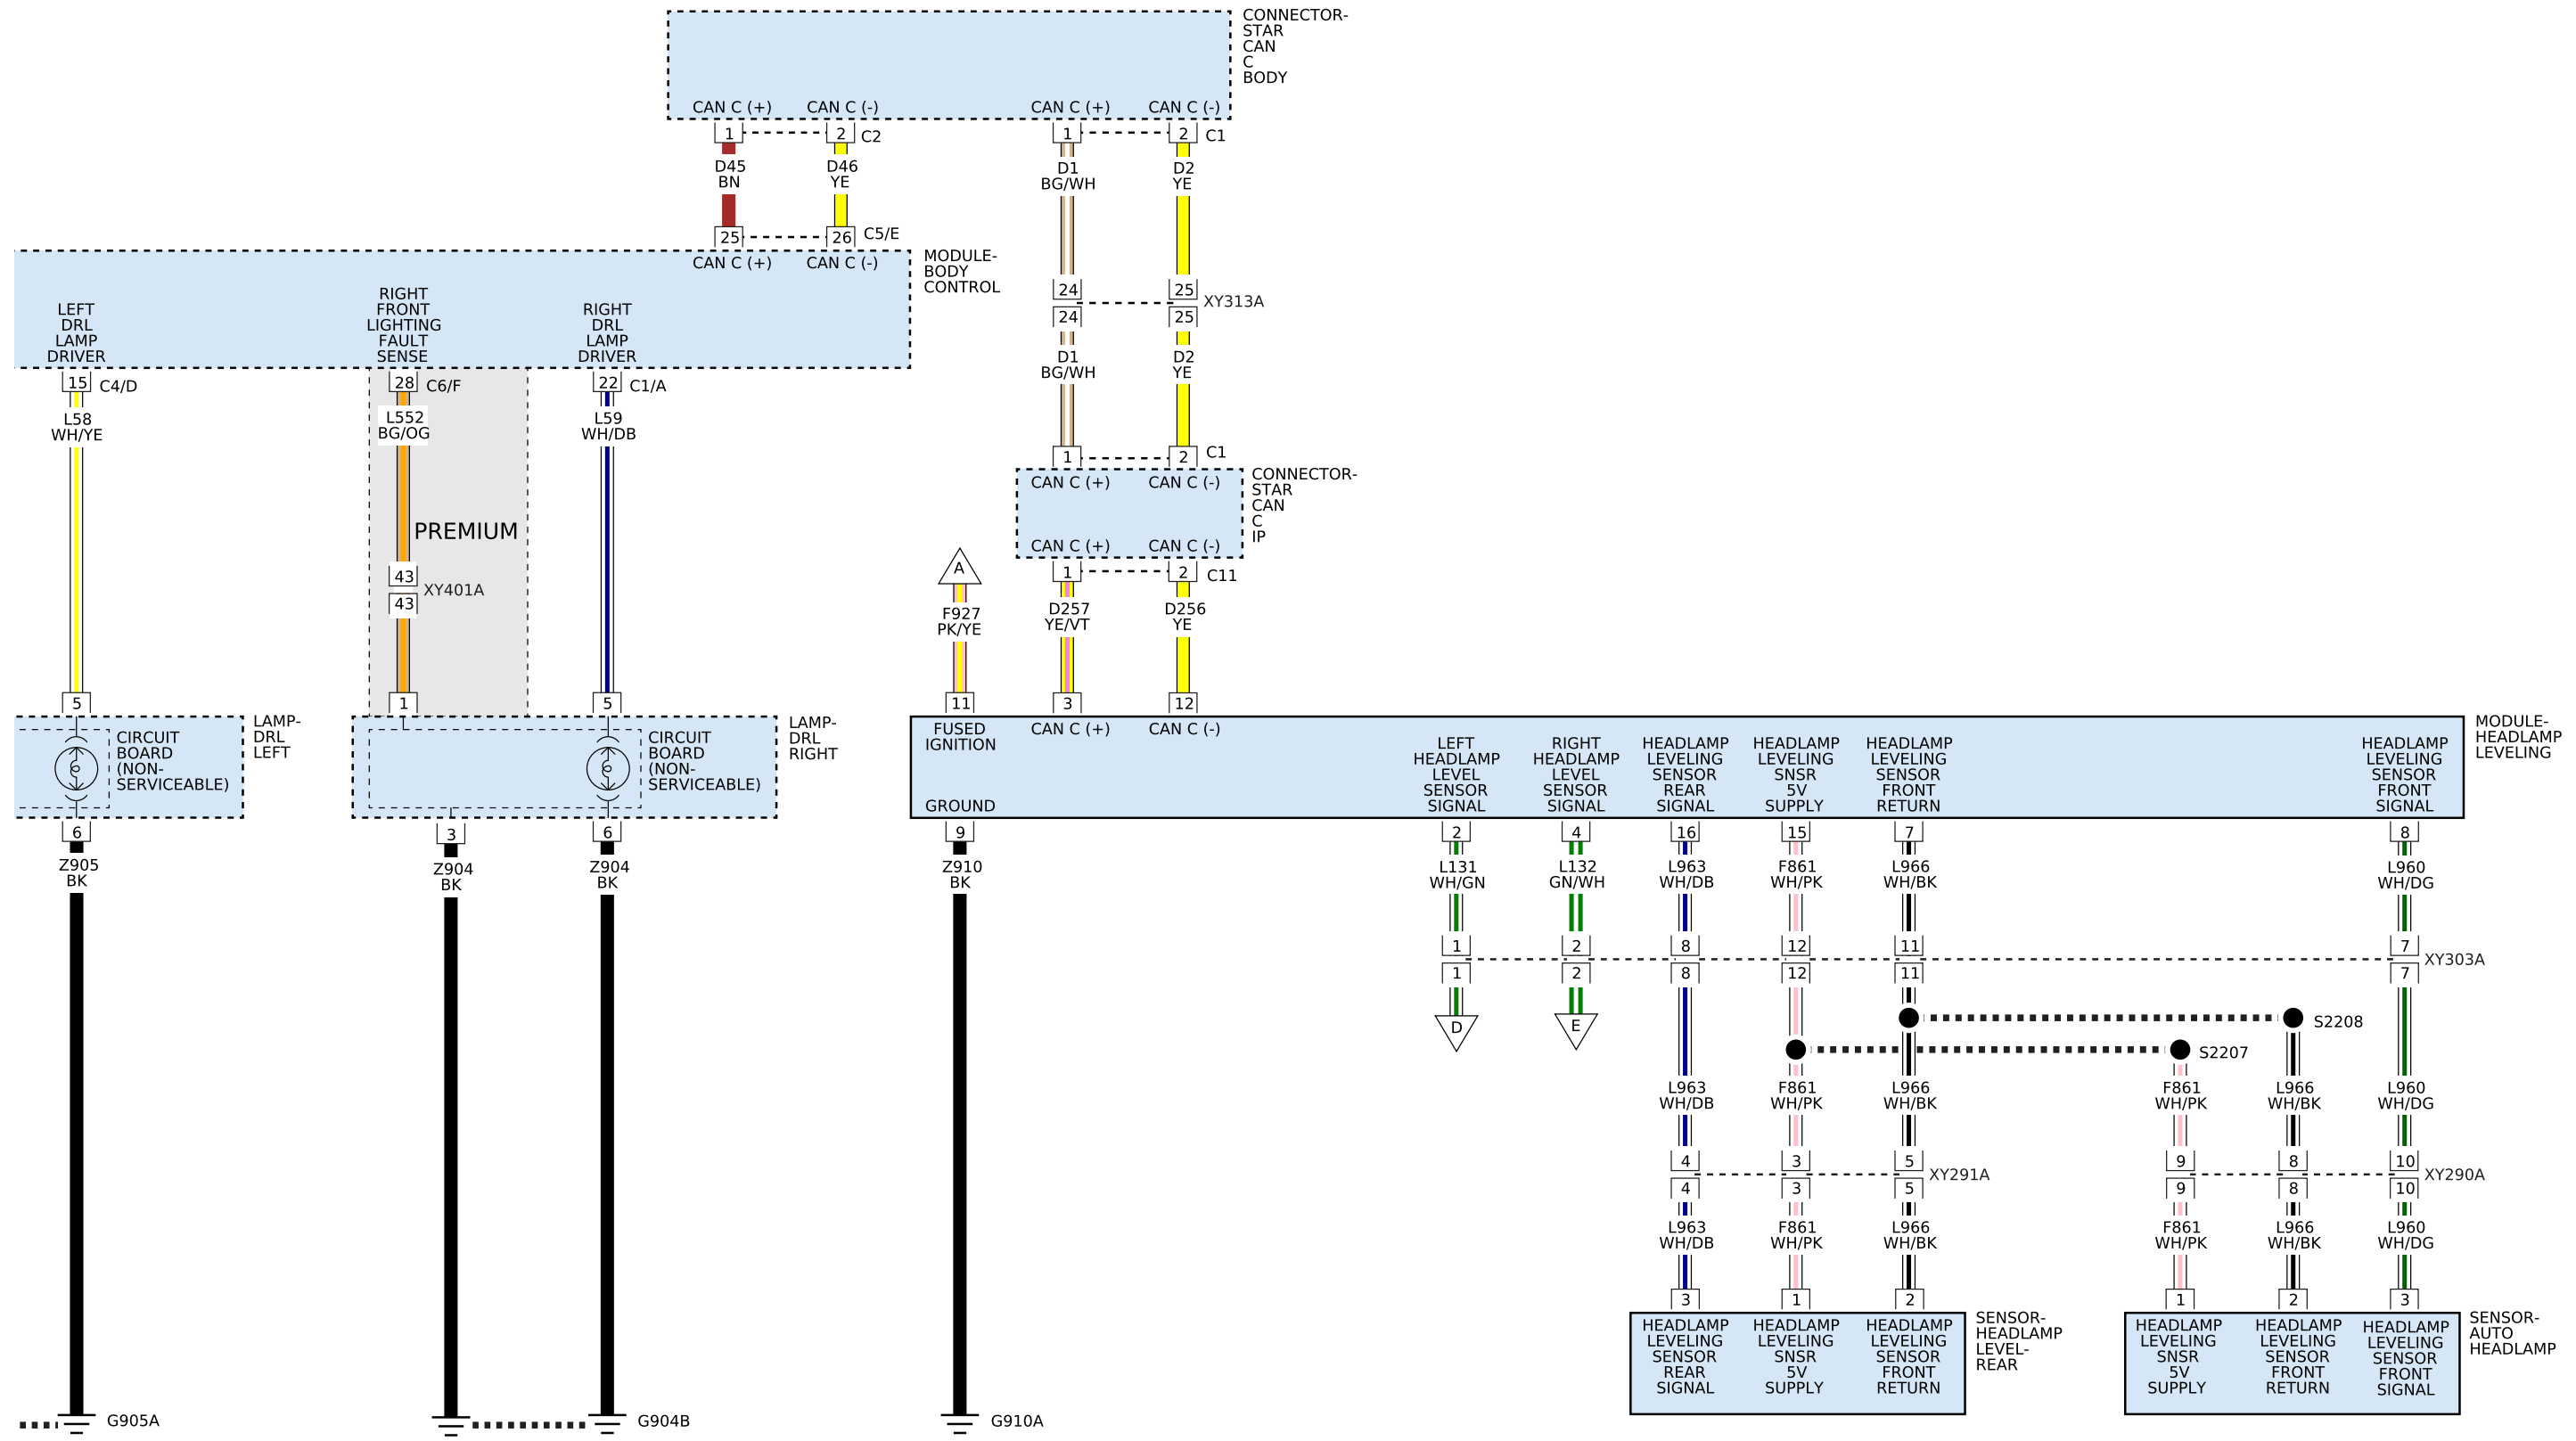 CONNECTOR-
STAR
CAN
C
BODY
CAN C (+) CAN C (-) CAN C (+) CAN C (-)
1 2 C2 1 2 C1
D45 D46 D1 D2
BN YE BG/WH YE
25 26 C5/E
CAN C (+) CAN C (-)
MODULE-
BODY
CONTROL
24 25
XY313A
24 25
LEFT
DRL
LAMP
DRIVER
RIGHT
FRONT
LIGHTING
FAULT
SENSE
RIGHT
DRL
LAMP
DRIVER
D1 D2
BG/WH YE
15 C4/D 28 C6/F 22 C1/A
L58 L552 L59
WH/YE BG/OG WH/DB
1 2 C1
CAN C (+) CAN C (-)
CONNECTOR-
STAR
CAN
C
IP
PREMIUM
CAN C (+) CAN C (-)
43
XY401A
43
A 1 2 C11
F927 D257 D256
PK/YE YE/VT YE
5 1 5 11 3 12
CIRCUIT
BOARD
(NON-
SERVICEABLE)
LAMP-
DRL
LEFT
CIRCUIT
BOARD
(NON-
SERVICEABLE)
LAMP-
DRL
RIGHT
FUSED
IGNITION
CAN C (+) CAN C (-)
GROUND
LEFT
HEADLAMP
LEVEL
SENSOR
SIGNAL
RIGHT
HEADLAMP
LEVEL
SENSOR
SIGNAL
HEADLAMP
LEVELING
SENSOR
REAR
SIGNAL
HEADLAMP
LEVELING
SNSR
5V
SUPPLY
HEADLAMP
LEVELING
SENSOR
FRONT
RETURN
HEADLAMP
LEVELING
SENSOR
FRONT
SIGNAL
MODULE-
HEADLAMP
LEVELING
6 3 6 9 2 4 16 15 7 8
Z905 Z904 Z904 Z910 L131 L132 L963 F861 L966 L960
BK BK BK BK WH/GN GN/WH WH/DB WH/PK WH/BK WH/DG
1 2 8 12 11 7
XY303A
1 2 8 12 11 7
D E S2208
S2207
L963 F861 L966 F861 L966 L960
WH/DB WH/PK WH/BK WH/PK WH/BK WH/DG
4 3 5 9 8 10
XY291A XY290A
4 3 5 9 8 10
L963 F861 L966 F861 L966 L960
WH/DB WH/PK WH/BK WH/PK WH/BK WH/DG
3 1 2 1 2 3
HEADLAMP
LEVELING
SENSOR
REAR
SIGNAL
HEADLAMP
LEVELING
SNSR
5V
SUPPLY
HEADLAMP
LEVELING
SENSOR
FRONT
RETURN
SENSOR-
HEADLAMP
LEVEL-
REAR
HEADLAMP
LEVELING
SNSR
5V
SUPPLY
HEADLAMP
LEVELING
SENSOR
FRONT
RETURN
HEADLAMP
LEVELING
SENSOR
FRONT
SIGNAL
SENSOR-
AUTO
HEADLAMP
G905A G904B G910A